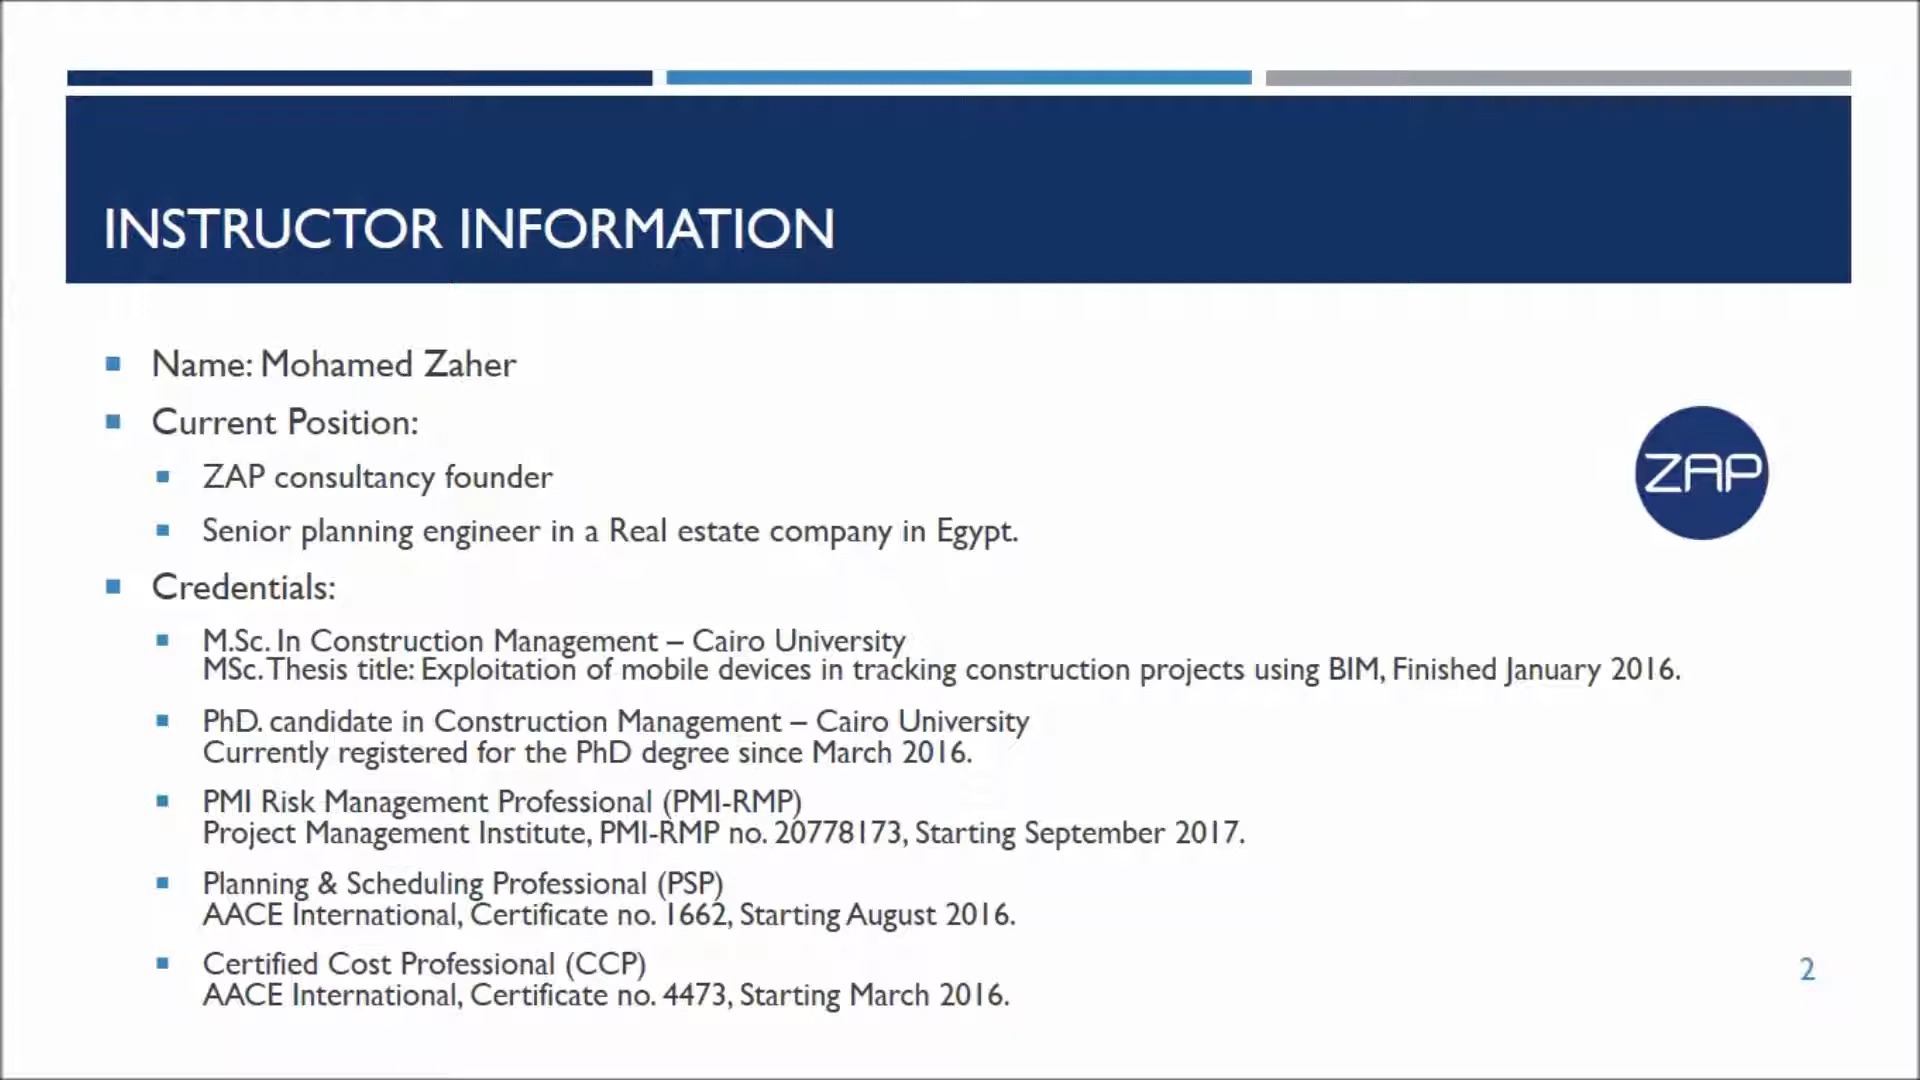 INSTRUCTOR INFORMATION
Name: Mohamed Zaher
Current Position:
ZAP consultancy founder
Senior planning engineer in a Real estate company in Egypt.
ZAP
Credentials:
M.Sc. In Construction Management – Cairo University
MSc. Thesis title: Exploitation of mobile devices in tracking construction projects using BIM, Finished January 2016.
PhD. candidate in Construction Management – Cairo University
Currently registered for the PhD degree since March 2016.
PMI Risk Management Professional (PMI-RMP)
Project Management Institute, PMI-RMP no. 20778173, Starting September 2017.
Planning & Scheduling Professional (PSP)
AACE International, Certificate no. 1662, Starting August 2016.
Certified Cost Professional (CCP)
AACE International, Certificate no. 4473, Starting March 2016.
2